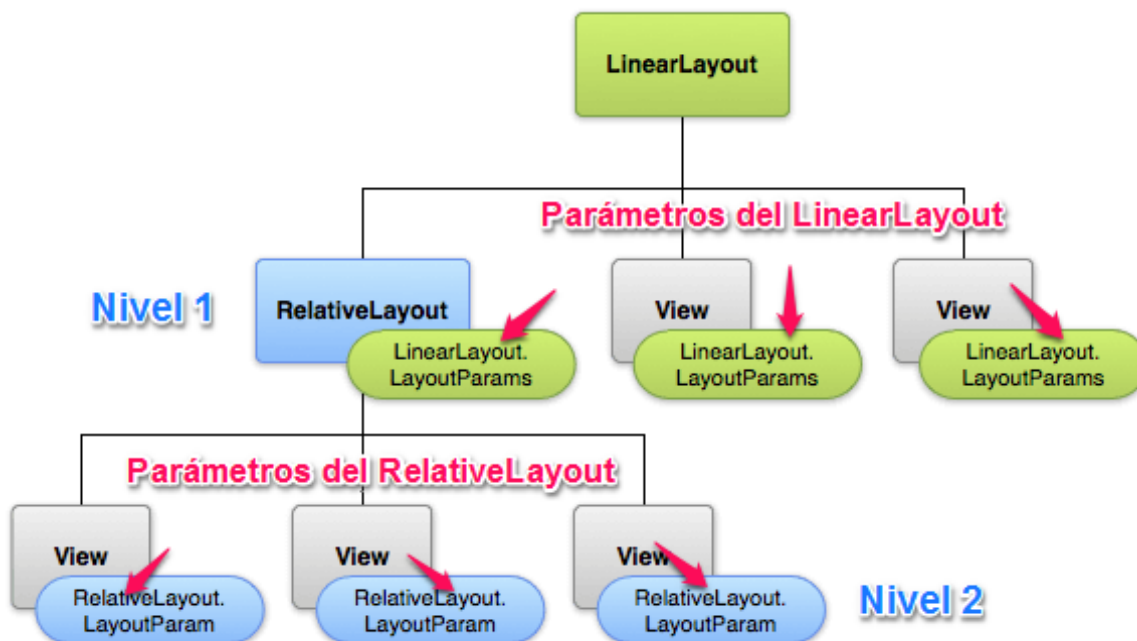 LinearLayout
Parámetros del LinearLayout
Nivel 1
RelativeLayout
LinearLayout.
LayoutParams
View
LinearLayout.
LayoutParams
View
LinearLayout.
LayoutParams
Parámetros del RelativeLayout
View
RelativeLayout.
LayoutParam
View
RelativeLayout.
LayoutParam
View
RelativeLayout.
LayoutParam
Nivel 2